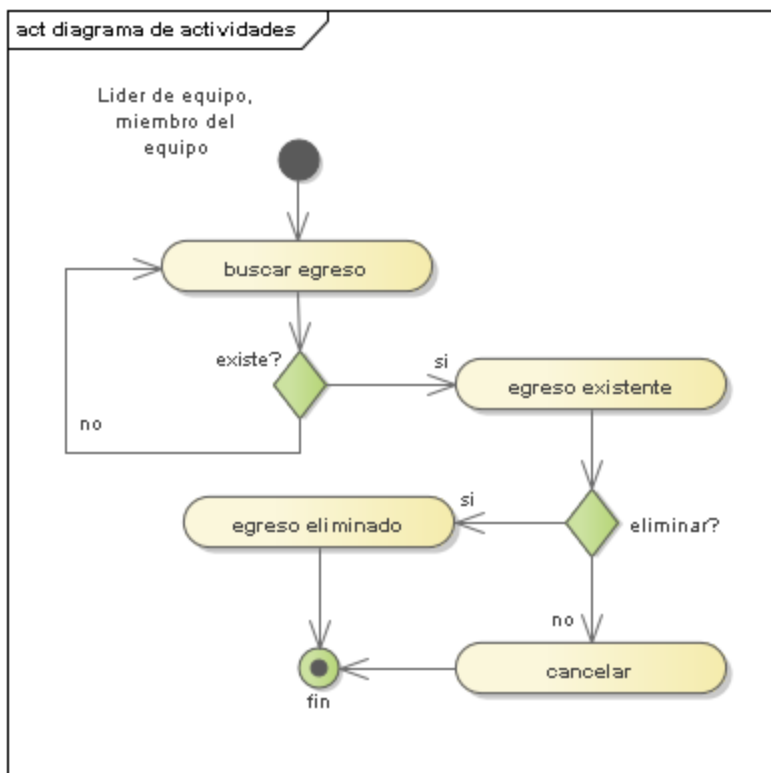 act diagrama de actividades
Lider de equipo,
miembro del
equipo
buscar egreso
existe?
si
egreso existente
no
si
egreso eliminado
eliminar?
no
cancelar
fin